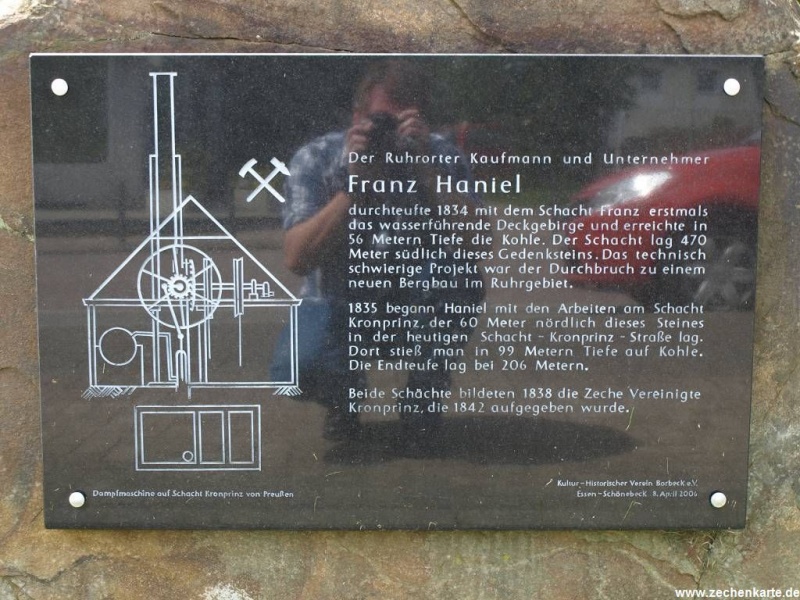 Der Ruhrorter Kaufmann und Unternehmer
Franz Haniel
durchteufte 1834 mit dem Schacht Franz erstmals
das wasserführende Deckgebirge und erreichte in
56 Metern Tiefe die Kohle. Der Schacht lag 470
Meter südlich dieses Gedenksteins. Das technisch
schwierige Projekt war der Durchbruch zu einem
neuen Bergbau im Ruhrgebiet.
1835 begann Haniel mit den Arbeiten am Schacht
Kronprinz, der 60 Meter nördlich dieses Steines
in der heutigen Schacht-Kronprinz-Straße lag.
Dort stieß man in 99 Metern Tiefe auf Kohle.
Die Endteufe lag bei 206 Metern.
Beide Schächte bildeten 1838 die Zeche Vereinigte
Kronprinz, die 1842 aufgegeben wurde.
Dampfmaschine auf Schacht Kronprinz von Preußen
Kultur-Historischer Verein Borbeck e.V.
Essen-Schönebeck 8. April 2006
www.zechenkarte.de